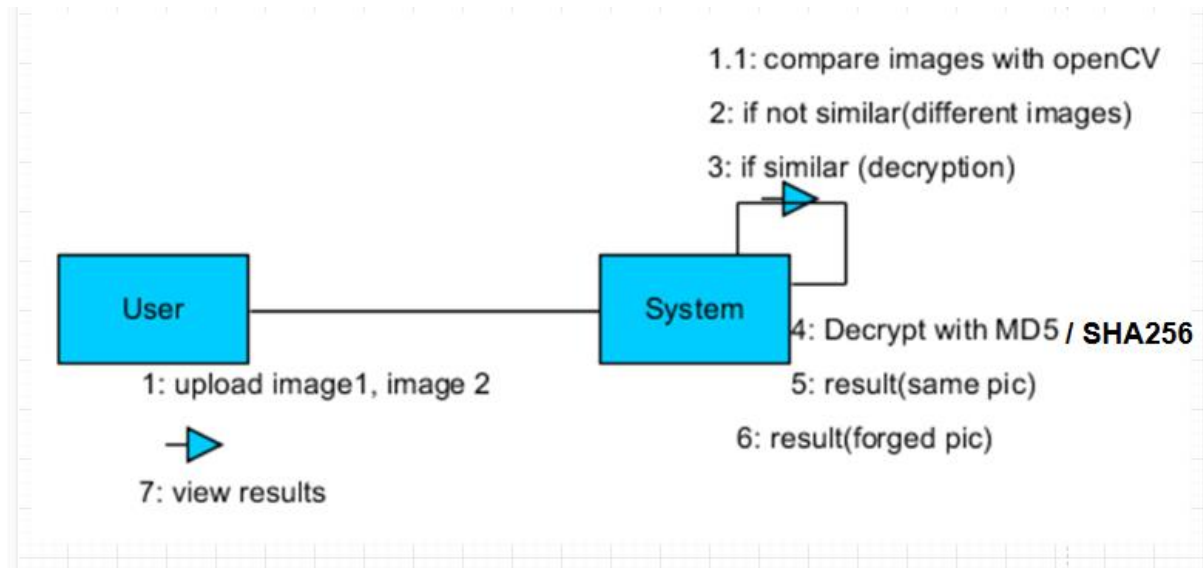 1.1: compare images with openCV
2: if not similar(different images)
3: if similar (decryption)
User
System
4: Decrypt with MD5 / SHA256
1: upload image1, image 2
5: result(same pic)
6: result(forged pic)
7: view results